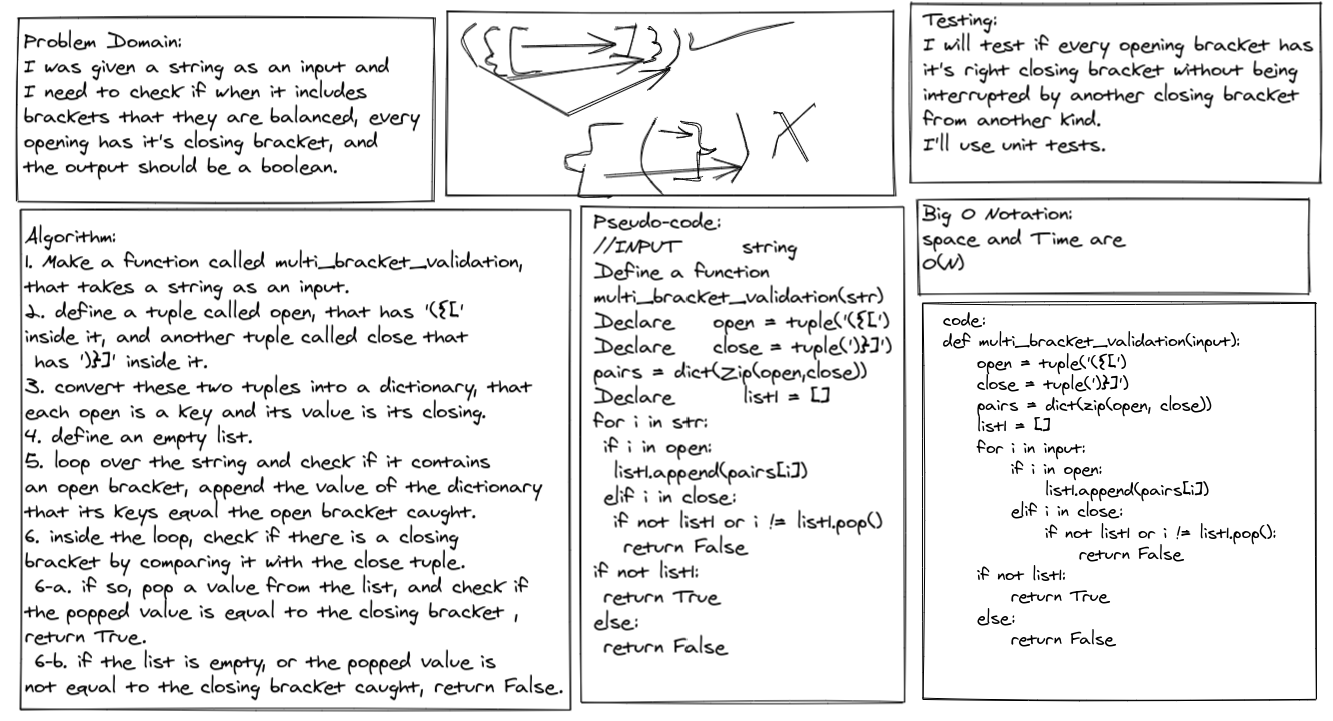 Problem Domain:
I was given a string as an input and
I need to check if when it includes
brackets that they are balanced, every
opening has it's closing bracket, and
the output should be a boolean.
({[ ]})
{ ( } )
X
Testing:
I will test if every opening bracket has
it's right closing bracket without being
interrupted by another closing bracket
from another kind.
I'll use unit tests.
Algorithm:
1. Make a function called multi_bracket_validation,
that takes a string as an input.
2. define a tuple called open, that has '({['
inside it, and another tuple called close that
has ')}]' inside it.
3. convert these two tuples into a dictionary, that
each open is a key and its value is its closing.
4. define an empty list.
5. loop over the string and check if it contains
an open bracket, append the value of the dictionary
that its keys equal the open bracket caught.
6. inside the loop, check if there is a closing
bracket by comparing it with the close tuple.
6-a. if so, pop a value from the list, and check if
the popped value is equal to the closing bracket ,
return True.
6-b. if the list is empty, or the popped value is
not equal to the closing bracket caught, return False.
Pseudo-code:
//INPUT string
Define a function
multi_bracket_validation(str)
Declare open = tuple('({[')
Declare close = tuple(')}]')
pairs = dict(zip(open,close))
Declare list1 = []
for i in str:
if i in open:
list1.append(pairs[i])
elif i in close:
if not list1 or i != list1.pop()
return False
if not list1:
return True
else:
return False
Big O Notation:
space and Time are
O(N)
code:
def multi_bracket_validation(input):
open = tuple('({[')
close = tuple(')}]')
pairs = dict(zip(open, close))
list1 = []
for i in input:
if i in open:
list1.append(pairs[i])
elif i in close:
if not list1 or i != list1.pop():
return False
if not list1:
return True
else:
return False